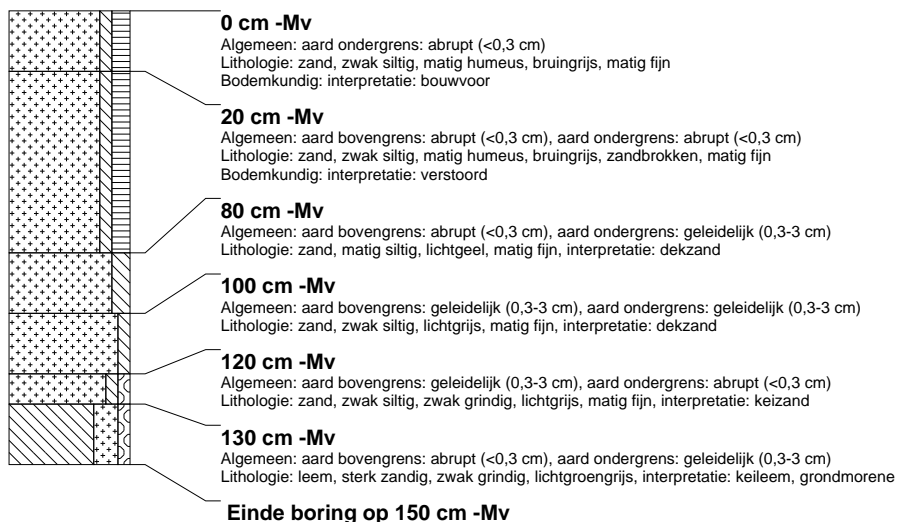 0 cm -Mv
Algemeen: aard ondergrens: abrupt (<0,3 cm)
Lithologie: zand, zwak siltig, matig humeus, bruingrijs, matig fijn
Bodemkundig: interpretatie: bouwvoor
20 cm -Mv
Algemeen: aard bovengrens: abrupt (<0,3 cm), aard ondergrens: abrupt (<0,3 cm)
Lithologie: zand, zwak siltig, matig humeus, bruingrijs, zandbrokken, matig fijn
Bodemkundig: interpretatie: verstoord
80 cm -Mv
Algemeen: aard bovengrens: abrupt (<0,3 cm), aard ondergrens: geleidelijk (0,3-3 cm)
Lithologie: zand, matig siltig, lichtgeel, matig fijn, interpretatie: dekzand
100 cm -Mv
Algemeen: aard bovengrens: geleidelijk (0,3-3 cm), aard ondergrens: geleidelijk (0,3-3 cm)
Lithologie: zand, zwak siltig, lichtgrijs, matig fijn, interpretatie: dekzand
120 cm -Mv
Algemeen: aard bovengrens: geleidelijk (0,3-3 cm), aard ondergrens: abrupt (<0,3 cm)
Lithologie: zand, zwak siltig, zwak grindig, lichtgrijs, matig fijn, interpretatie: keizand
130 cm -Mv
Algemeen: aard bovengrens: abrupt (<0,3 cm), aard ondergrens: geleidelijk (0,3-3 cm)
Lithologie: leem, sterk zandig, zwak grindig, lichtgroengrijs, interpretatie: keileem, grondmorene
Einde boring op 150 cm -Mv